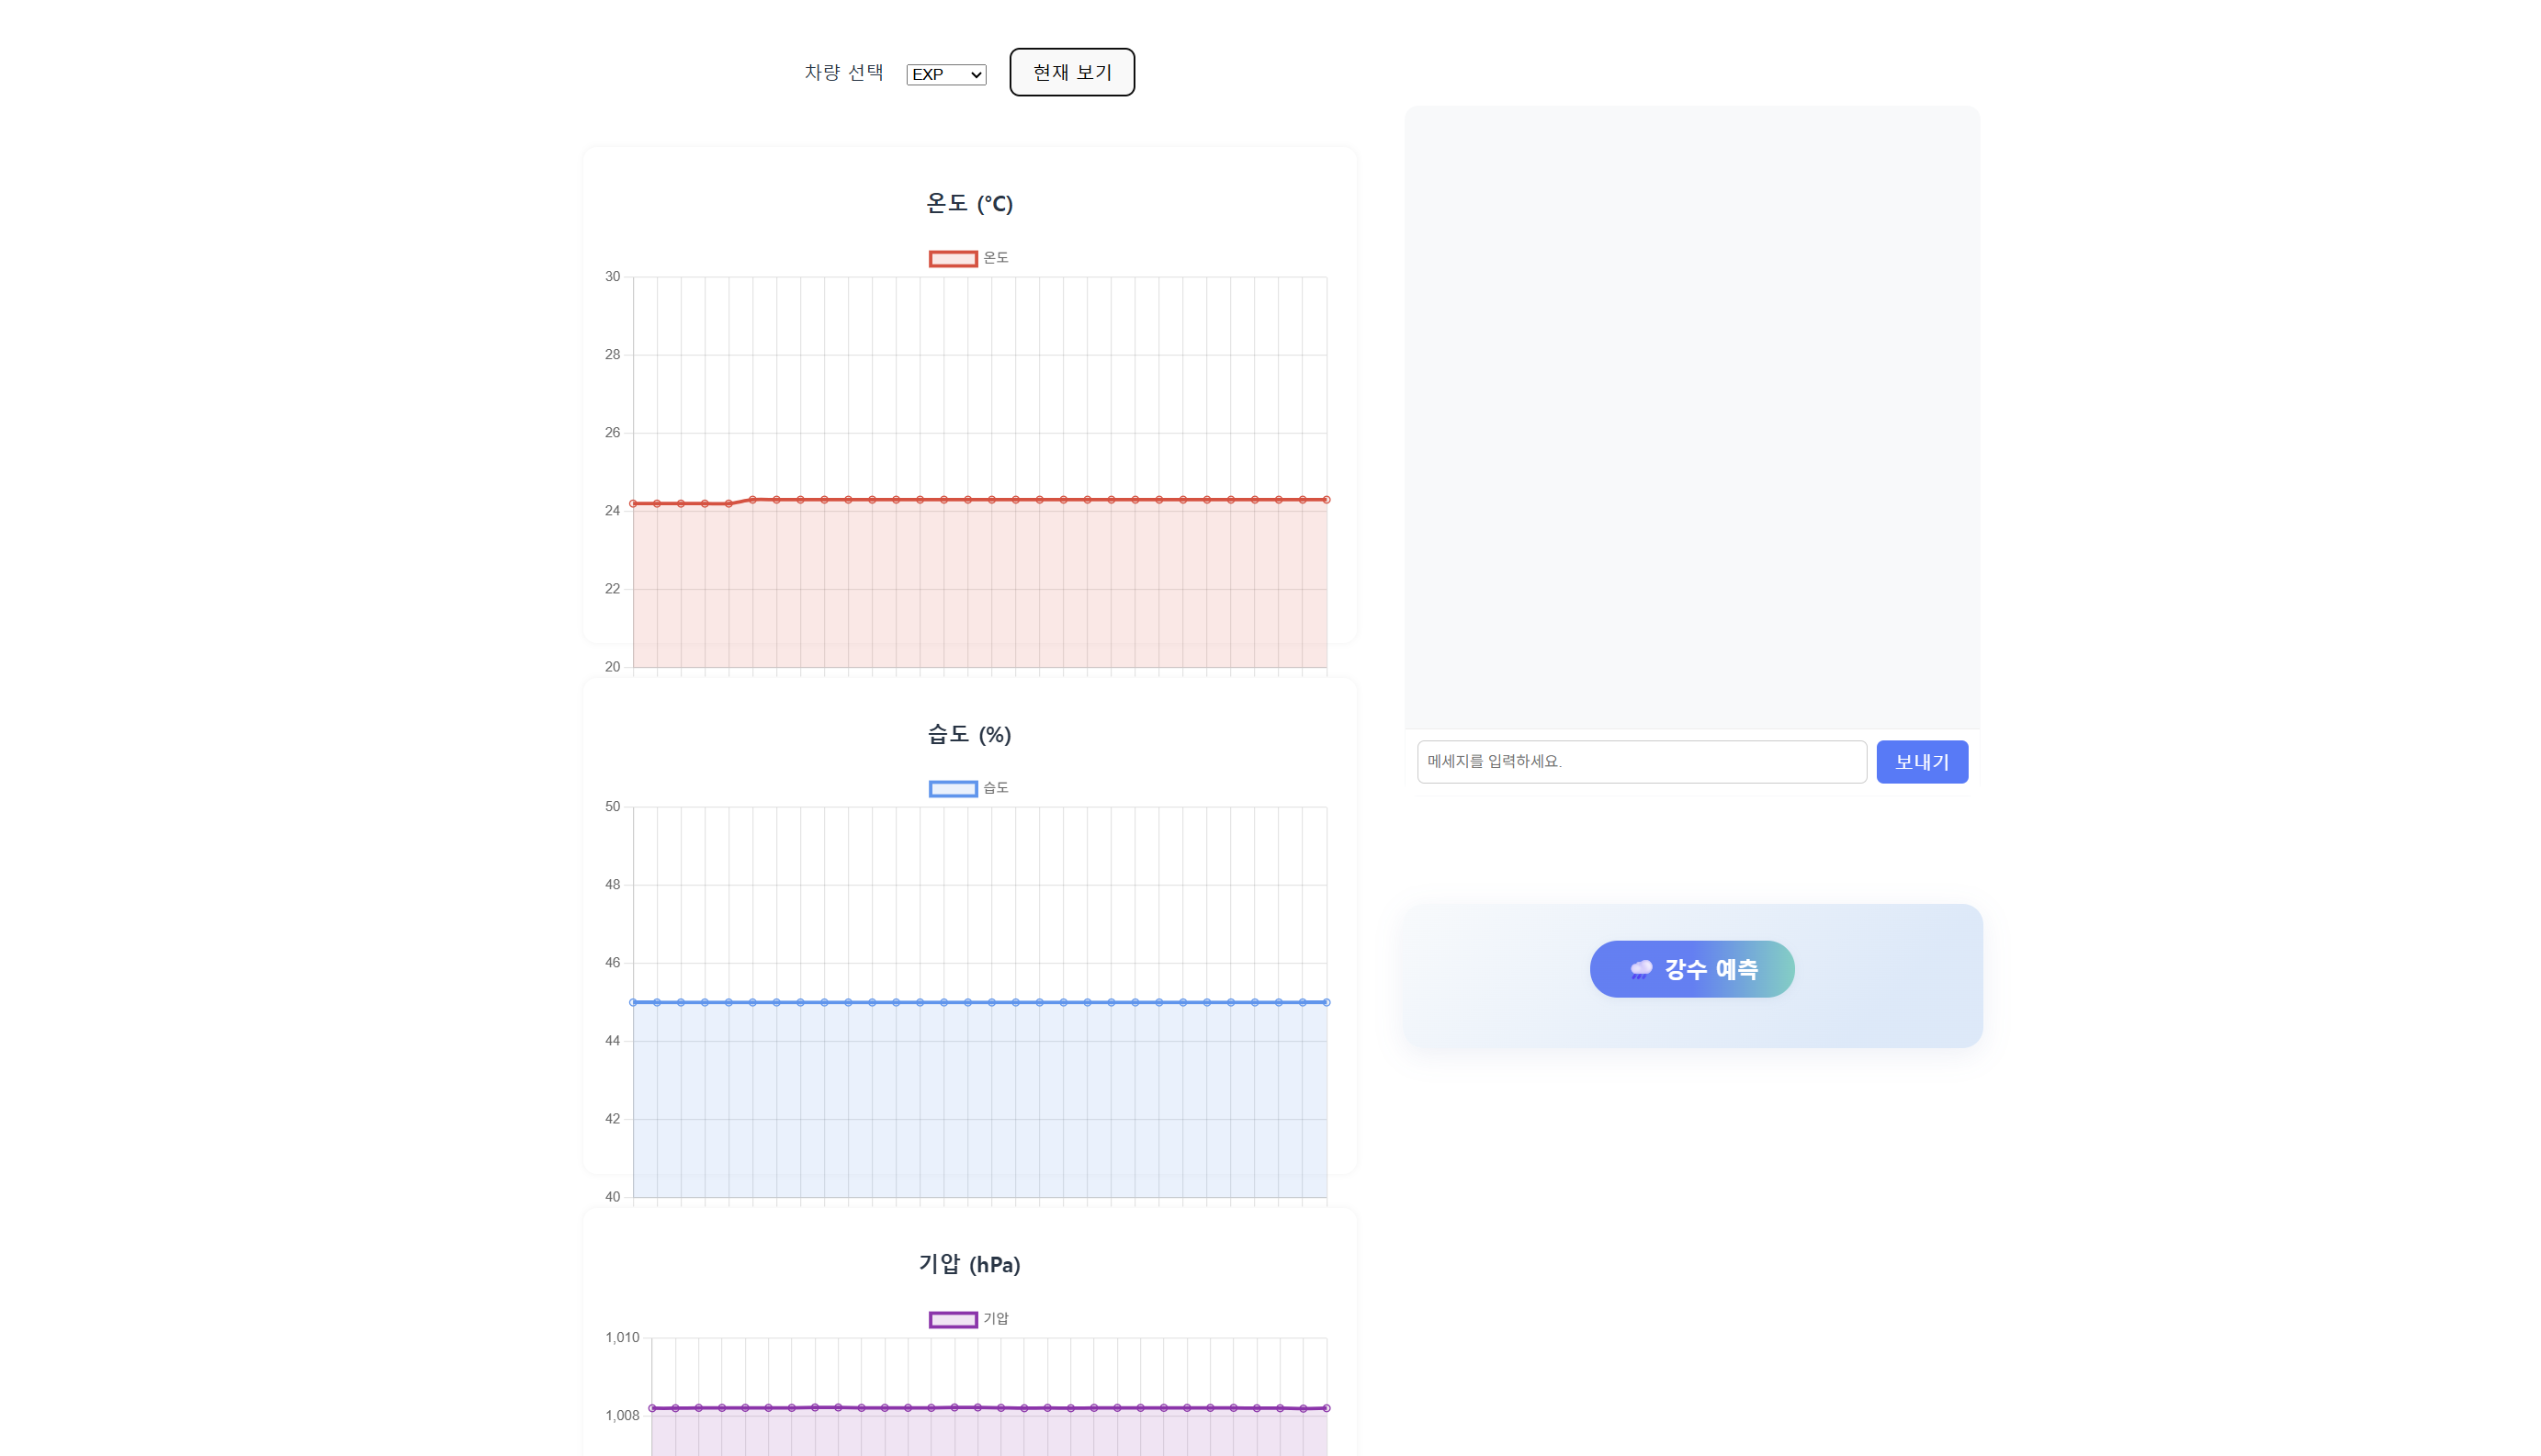 차량 선택 EXP 현재 보기
온도 (°C)
온도
30
28
26
24
22
20
습도 (%)
습도
50
48
46
44
42
40
기압 (hPa)
기압
1,010
1,008
메세지를 입력하세요. 보내기
강수 예측